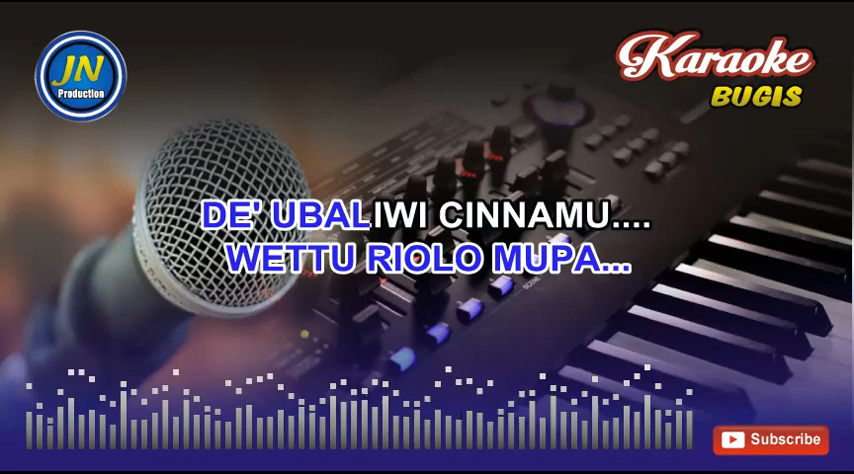 JN
Production
Karaoke
BUGIS
DE' UBALIWI CINNAMU....
WETTU RIOLO MUPA...
Subscribe